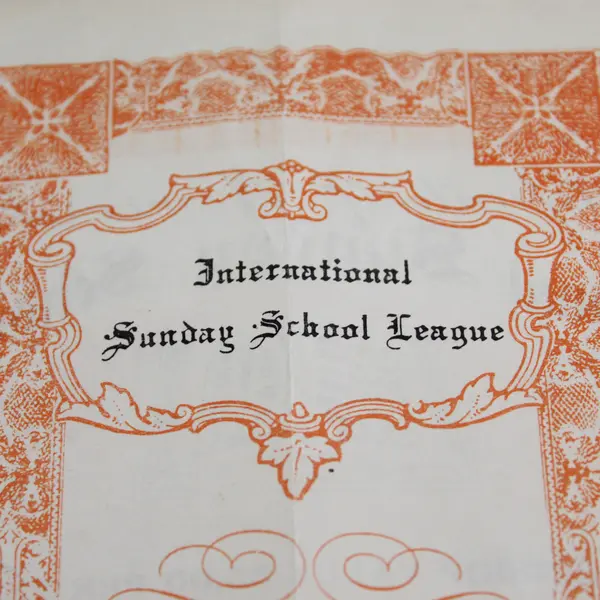 International
Sunday School League